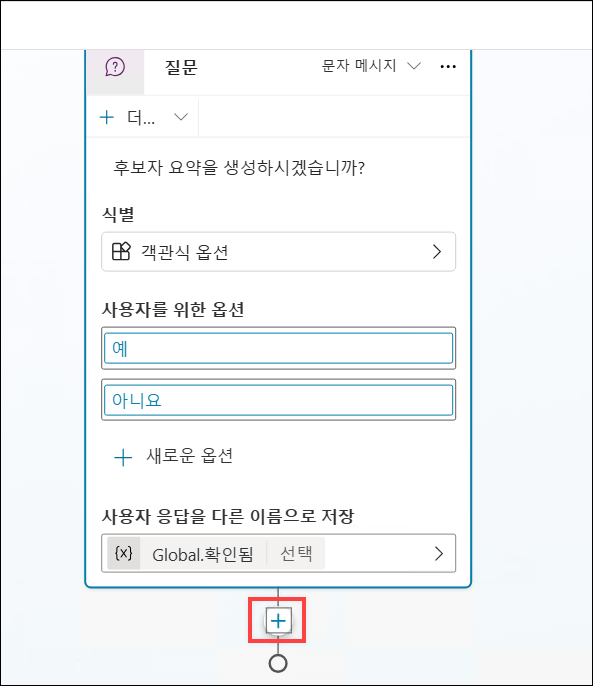 질문
문자 메시지
더...
후보자 요약을 생성하시겠습니까?
식별
객관식 옵션
사용자를 위한 옵션
예
아니요
새로운 옵션
사용자 응답을 다른 이름으로 저장
{x} Global.확인됨 선택